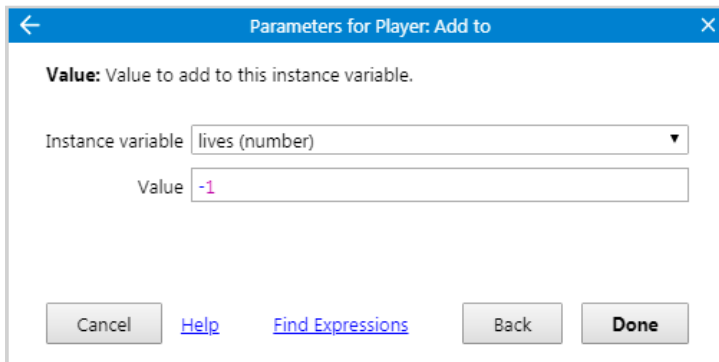 Parameters for Player: Add to
Value: Value to add to this instance variable.
Instance variable lives (number)
Value -1
Cancel Help Find Expressions Back Done